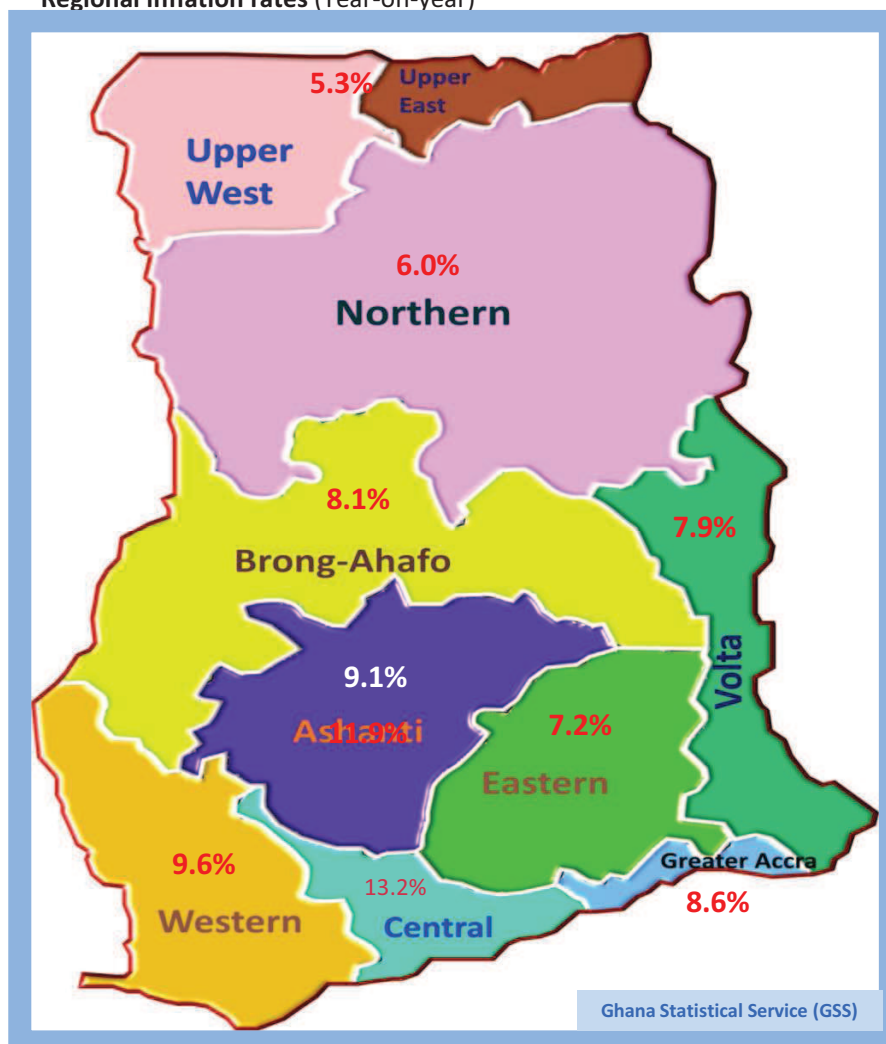 Regional inflation rates (Year-on-year)
5.3%
Upper
East
Upper
West
6.0%
Northern
8.1%
7.9%
Brong-Ahafo
Volta
9.1%
Ashanti
11.9%
7.2%
Eastern
Greater Accra
9.6%
13.2%
8.6%
Western
Central
Ghana Statistical Service (GSS)